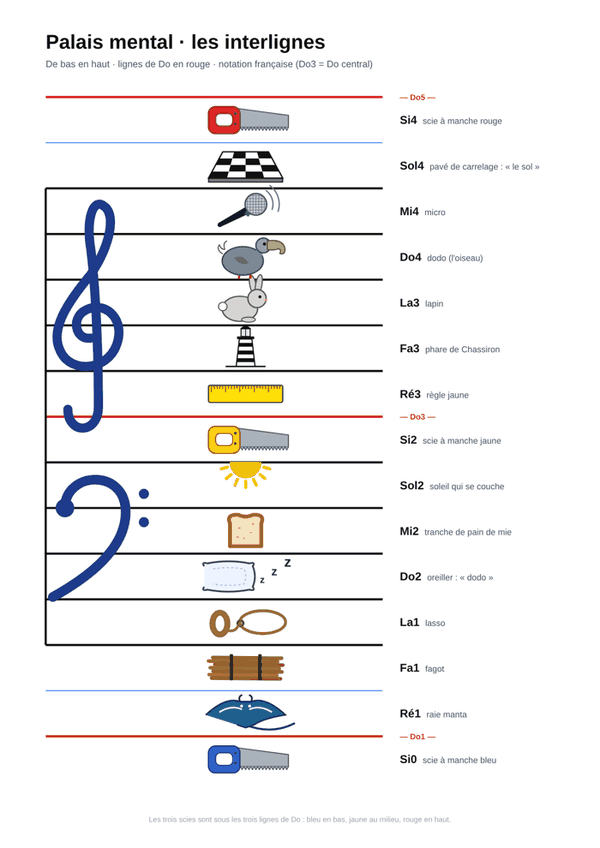 Palais mental · les interlignes
De bas en haut · lignes de Do en rouge · notation française (Do3 = Do central)
— Do5 —
Si4 scie à manche rouge
Sol4 pavé de carrelage : « le sol »
Mi4 micro
Do4 dodo (l'oiseau)
La3 lapin
Fa3 phare de Chassiron
Ré3 règle jaune
— Do3 —
Si2 scie à manche jaune
Sol2 soleil qui se couche
Mi2 tranche de pain de mie
z z z
Do2 oreiller : « dodo »
La1 lasso
Fa1 fagot
Ré1 raie manta
— Do1 —
Si0 scie à manche bleu
Les trois scies sont sous les trois lignes de Do : bleu en bas, jaune au milieu, rouge en haut.